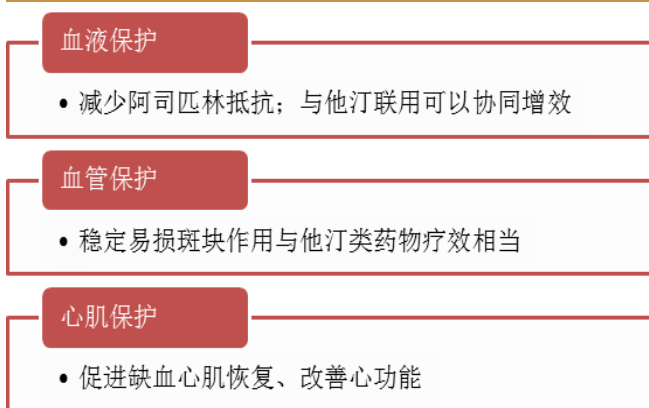 血液保护
• 减少阿司匹林抵抗；与他汀联用可以协同增效
血管保护
• 稳定易损斑块作用与他汀类药物疗效相当
心肌保护
• 促进缺血心肌恢复、改善心功能